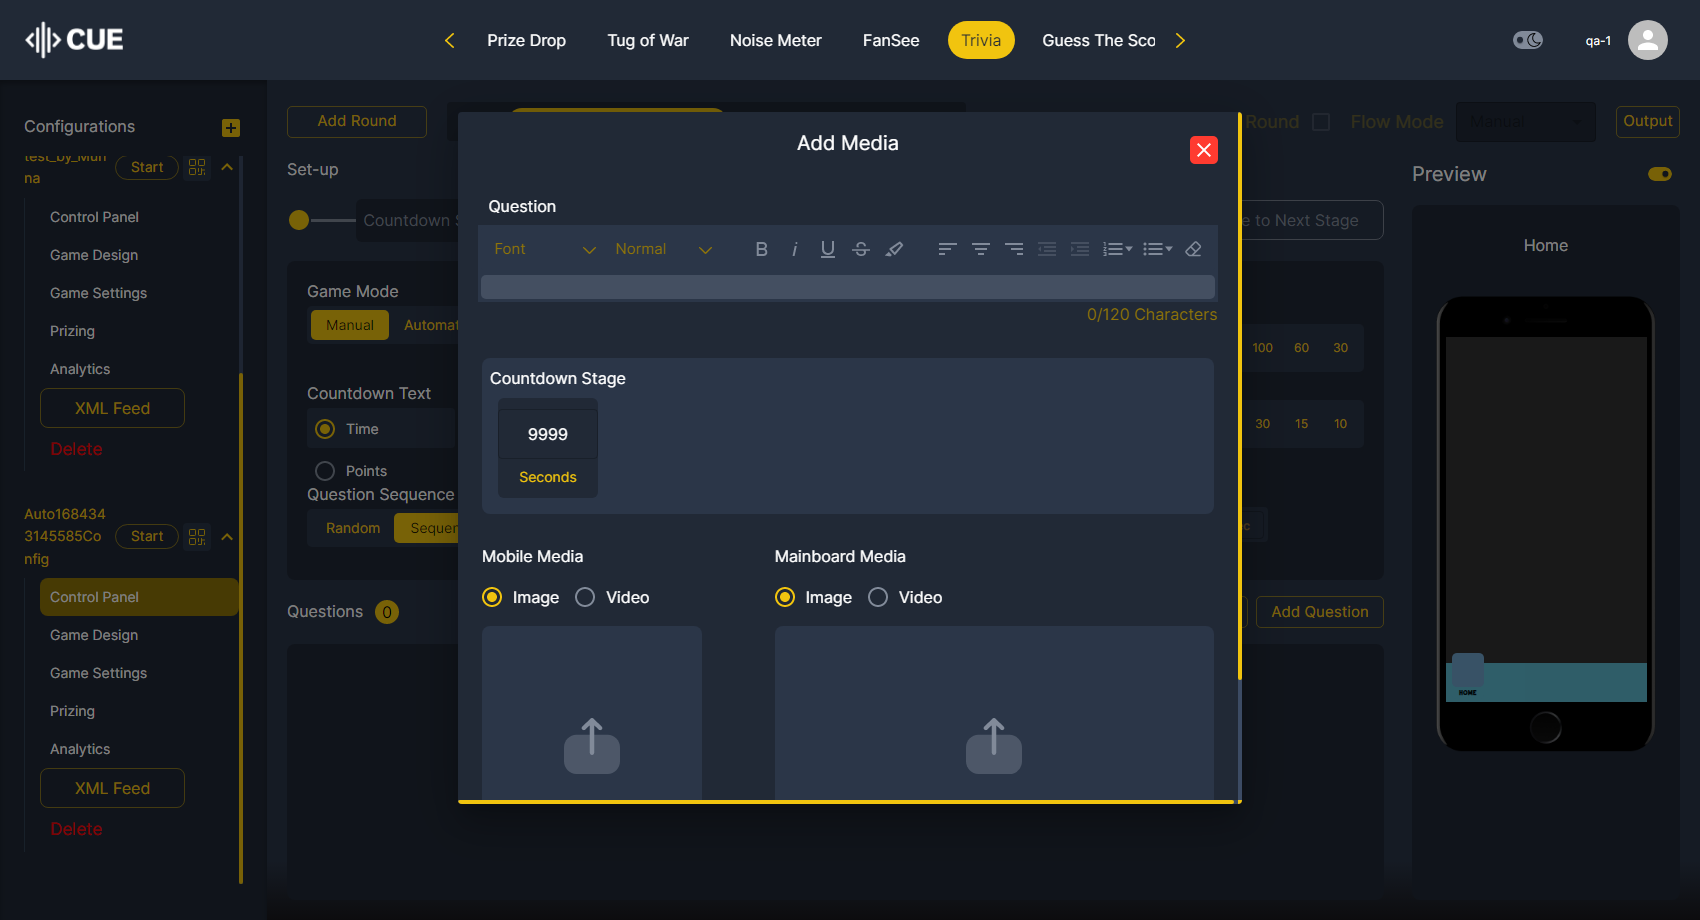 CUE
Prize Drop
Tug of War
Noise Meter
FanSee
Trivia
Guess The Sco
qa-1
Configurations
test_by_Mun
na
Start
Control Panel
Game Design
Game Settings
Prizing
Analytics
XML Feed
Delete
Auto168434
3145585Co
nfig
Start
Control Panel
Game Design
Game Settings
Prizing
Analytics
XML Feed
Delete
Add Round
Round
Flow Mode
Manual
Output
Set-up
Countdown S
e to Next Stage
Game Mode
Manual
Automat
Countdown Text
Time
Points
Question Sequence
Random
Sequen
100
60
30
30
15
10
Questions
0
Add Question
Add Media
Question
Font
Normal
B
i
U
S
0/120 Characters
Countdown Stage
9999
Seconds
Mobile Media
Image
Video
Mainboard Media
Image
Video
Preview
Home
HOME